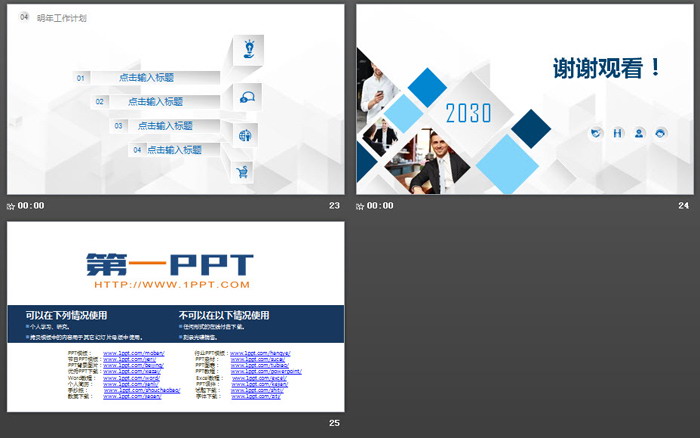 04 明年工作计划
01 点击输入标题
02 点击输入标题
03 点击输入标题
04 点击输入标题
00:00
23
谢谢观看！
2030
00:00
24
第一PPT
HTTP://WWW.1PPT.COM
可以在下列情况使用
个人学习、研究。
拷贝模板中的内容用于其它幻灯片母版中使用。
不可以在以下情况使用
任何形式的在线付费下载。
刻录光碟销售。
PPT模板： www.1ppt.com/moban/
节日PPT模板： www.1ppt.com/jieri/
PPT背景图片： www.1ppt.com/beijing/
优秀PPT下载： www.1ppt.com/xiazai/
Word教程： www.1ppt.com/word/
个人简历： www.1ppt.com/jianli/
手抄报： www.1ppt.com/shouchaobao/
教案下载： www.1ppt.com/jiaoan/
行业PPT模板： www.1ppt.com/hangye/
PPT素材： www.1ppt.com/sucai/
PPT图表： www.1ppt.com/tubiao/
PPT教程： www.1ppt.com/powerpoint/
Excel教程： www.1ppt.com/excel/
PPT课件： www.1ppt.com/kejian/
试题下载： www.1ppt.com/shiti/
字体下载： www.1ppt.com/ziti/
25